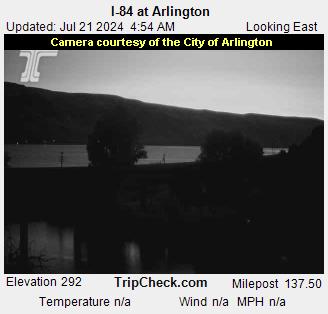 I-84 at Arlington
Updated: Jul 21 2024 4:54 AM Looking East
Camera courtesy of the City of Arlington
Elevation 292 TripCheck.com Milepost 137.50
Temperature n/a Wind n/a MPH n/a